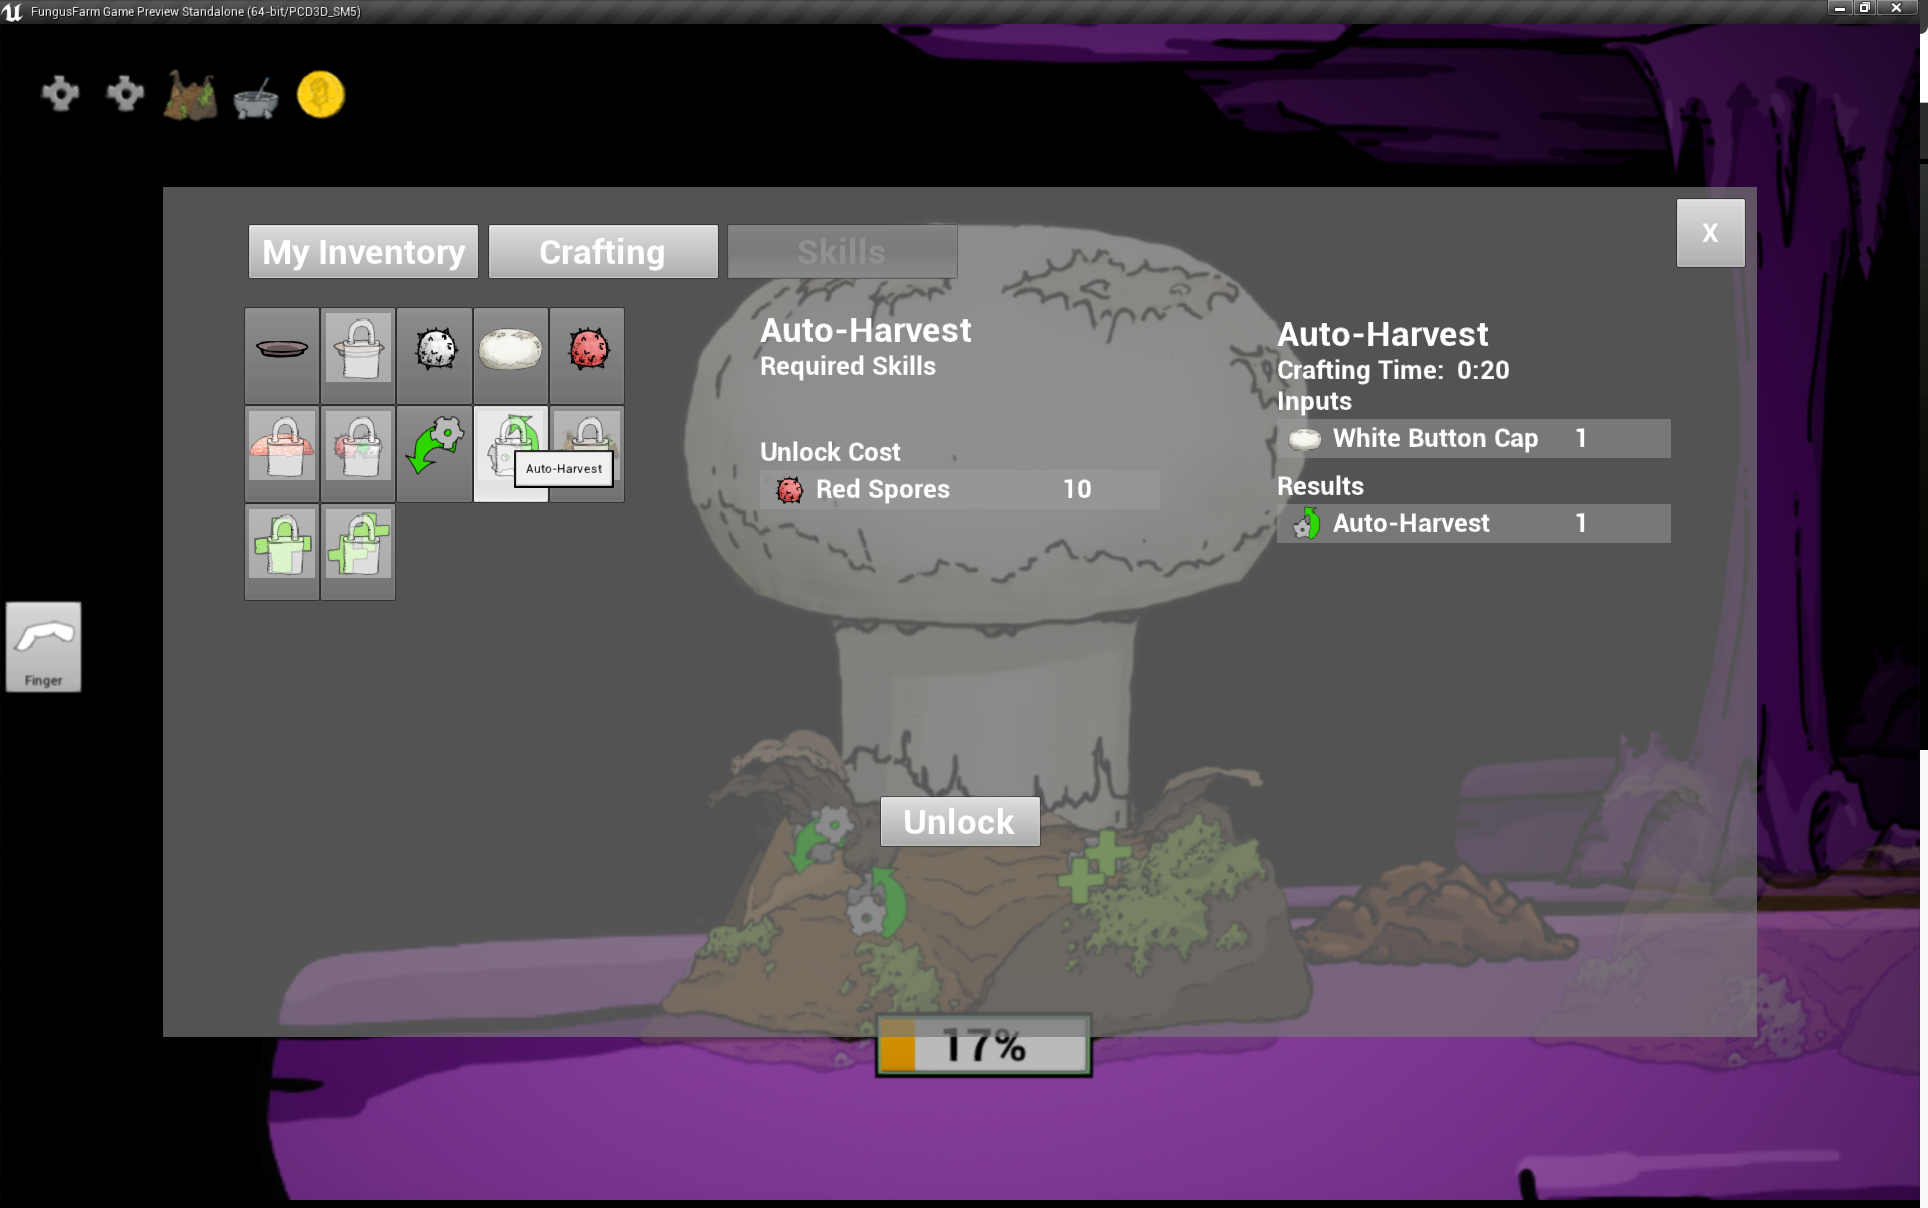 FungusFarm Game Preview Standalone (64-bit/PCD3D_SM5)
My Inventory
Crafting
Skills
X
Auto-Harvest
Required Skills
Unlock Cost
Red Spores 10
Auto-Harvest
Crafting Time: 0:20
Inputs
White Button Cap 1
Results
Auto-Harvest 1
Auto-Harvest
Finger
Unlock
17%